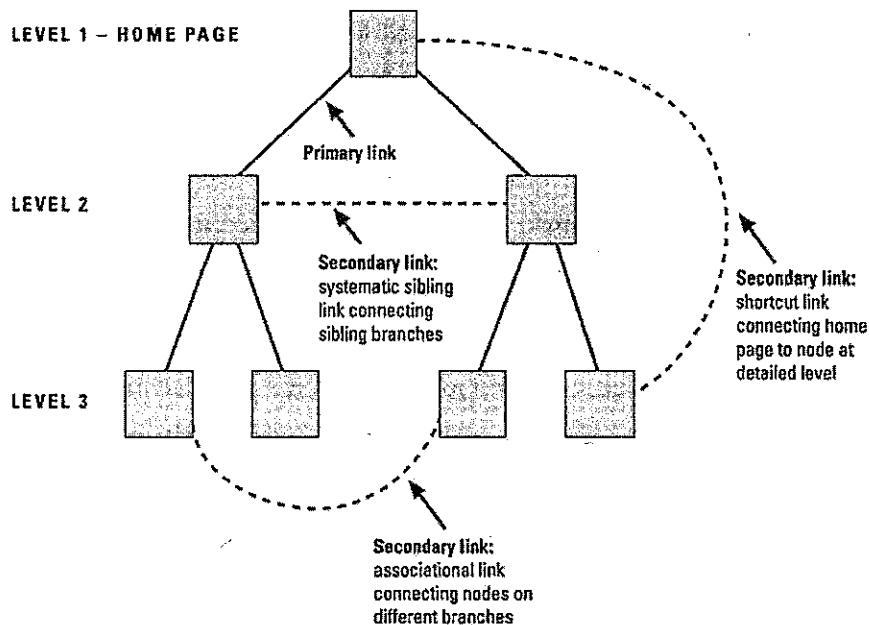 LEVEL 1 – HOME PAGE
Primary link
LEVEL 2
Secondary link:
systematic sibling
link connecting
sibling branches
Secondary link:
shortcut link
connecting home
page to node at
detailed level
LEVEL 3
Secondary link:
associational link
connecting nodes on
different branches